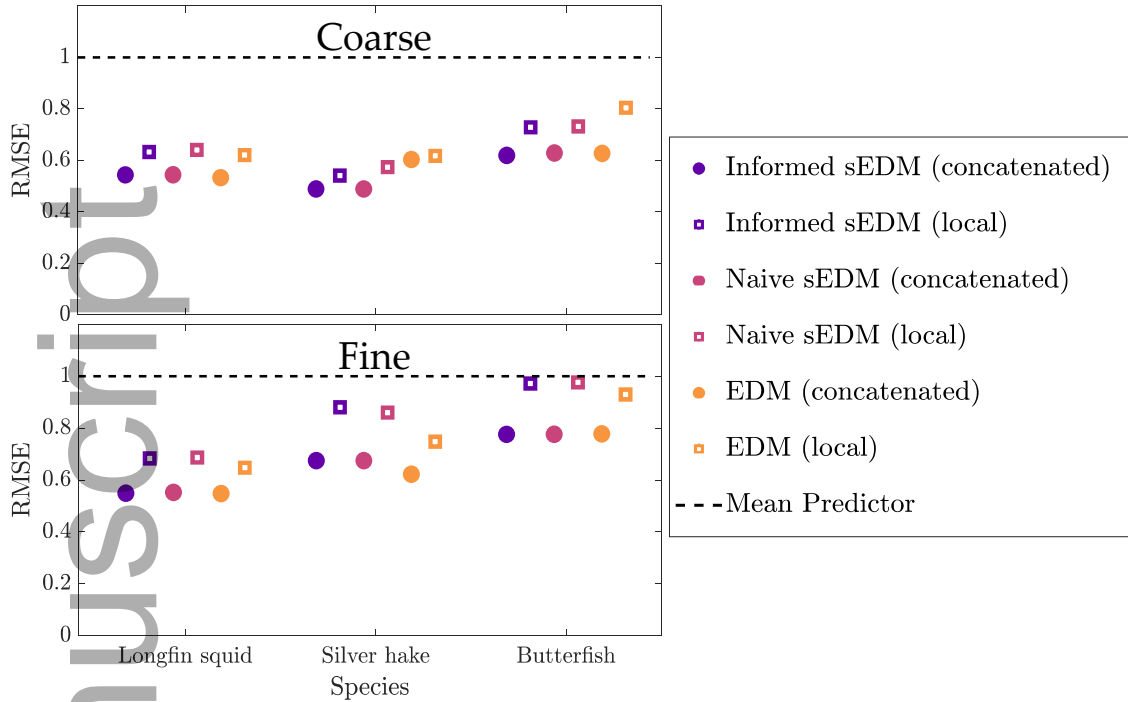 Coarse
1
0.8
0.6
0.4
0.2
0
RMSE
Fine
1
0.8
0.6
0.4
0.2
0
RMSE
Longfin squid
Silver hake
Butterfish
Species
Informed sEDM (concatenated)
Informed sEDM (local)
Naive sEDM (concatenated)
Naive sEDM (local)
EDM (concatenated)
EDM (local)
Mean Predictor
nuscript